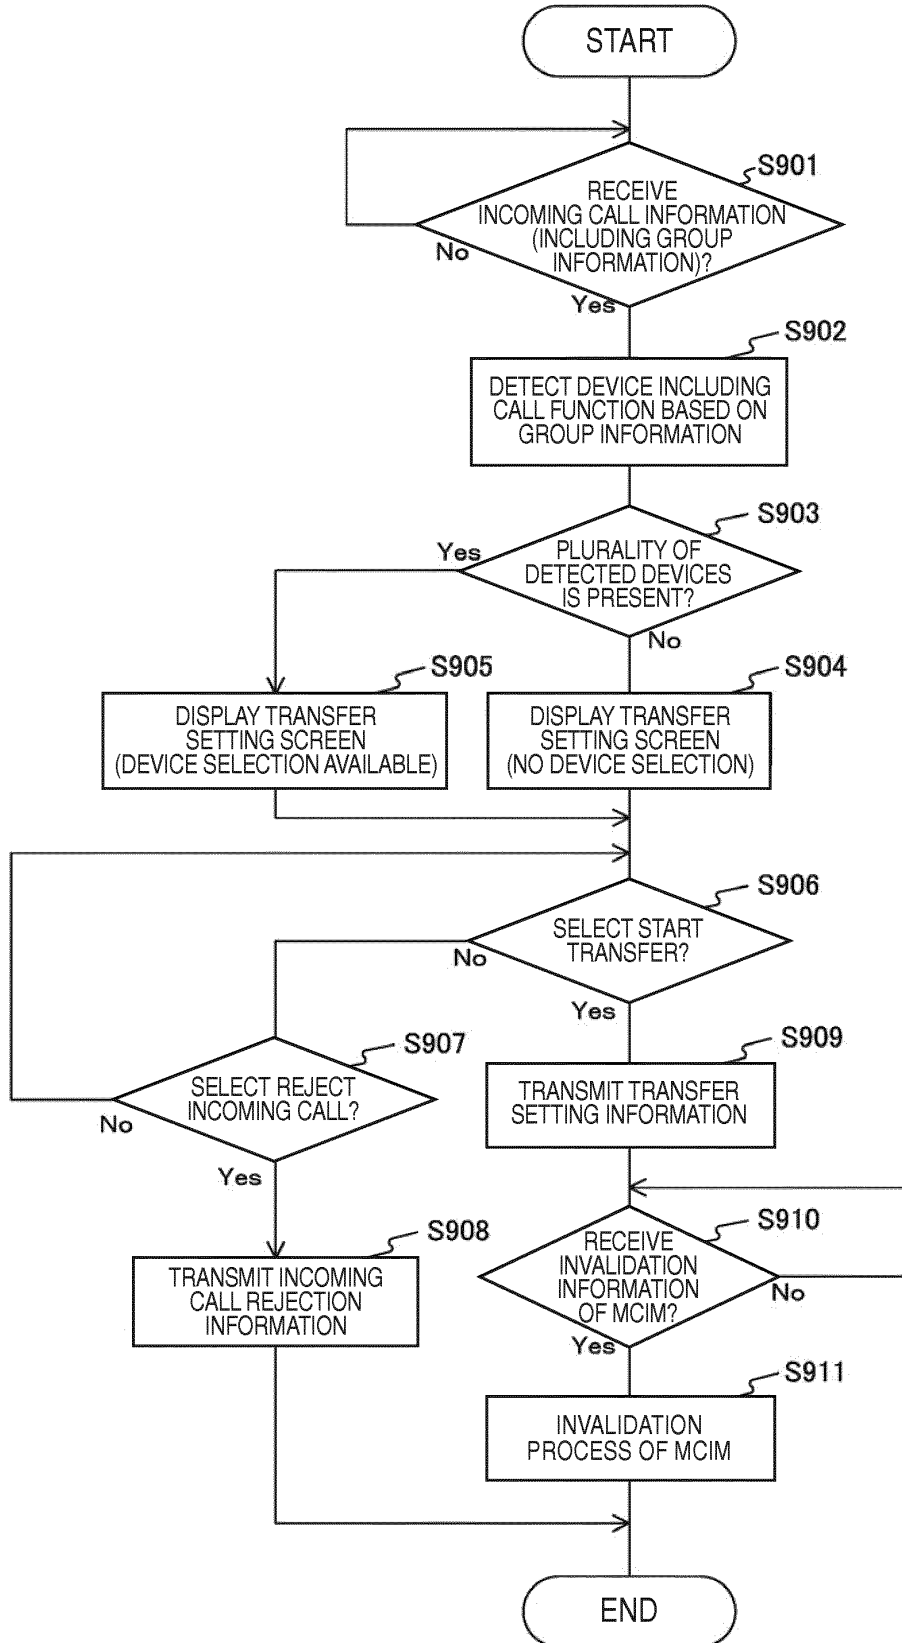 START
S901
RECEIVE
INCOMING CALL INFORMATION
(INCLUDING GROUP
INFORMATION)?
No
Yes
S902
DETECT DEVICE INCLUDING
CALL FUNCTION BASED ON
GROUP INFORMATION
S903
Yes
PLURALITY OF
DETECTED DEVICES
IS PRESENT?
No
S905
DISPLAY TRANSFER
SETTING SCREEN
(DEVICE SELECTION AVAILABLE)
S904
DISPLAY TRANSFER
SETTING SCREEN
(NO DEVICE SELECTION)
S906
SELECT START
TRANSFER?
No
Yes
S907
SELECT REJECT
INCOMING CALL?
No
Yes
S909
TRANSMIT TRANSFER
SETTING INFORMATION
S908
TRANSMIT INCOMING
CALL REJECTION
INFORMATION
S910
RECEIVE
INVALIDATION
INFORMATION
OF MCIM?
No
Yes
S911
INVALIDATION
PROCESS OF MCIM
END